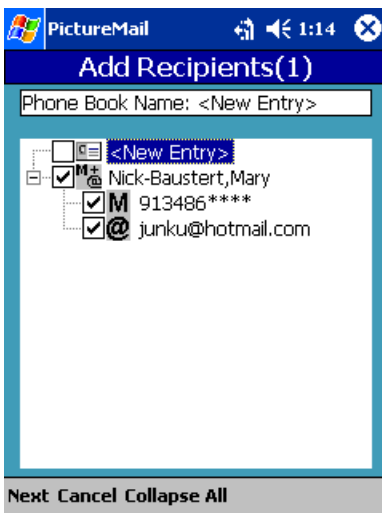 PictureMail 1:14
Add Recipients(1)
Phone Book Name: <New Entry>
<New Entry>
M+@ Nick-Baustert,Mary
M 913486****
@ junku@hotmail.com
Next Cancel Collapse All